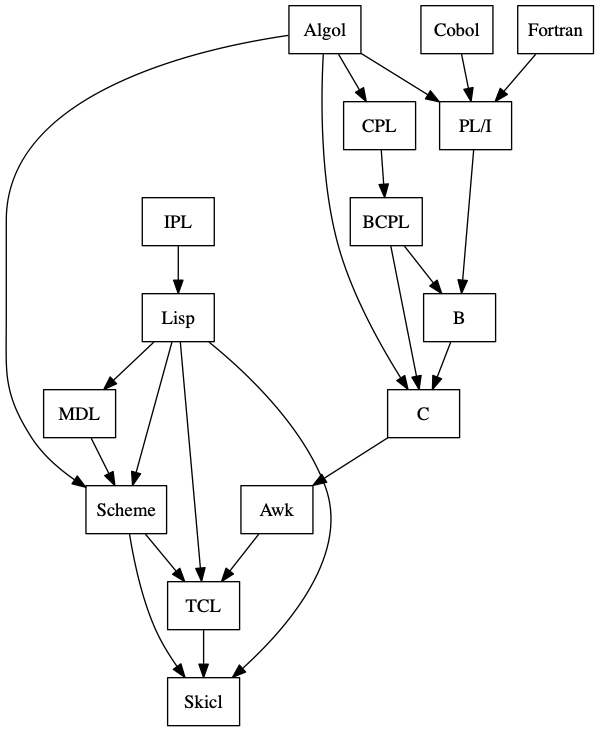 Algol
Cobol
Fortran
CPL
PL/I
IPL
BCPL
Lisp
B
MDL
C
Scheme
Awk
TCL
Skicl